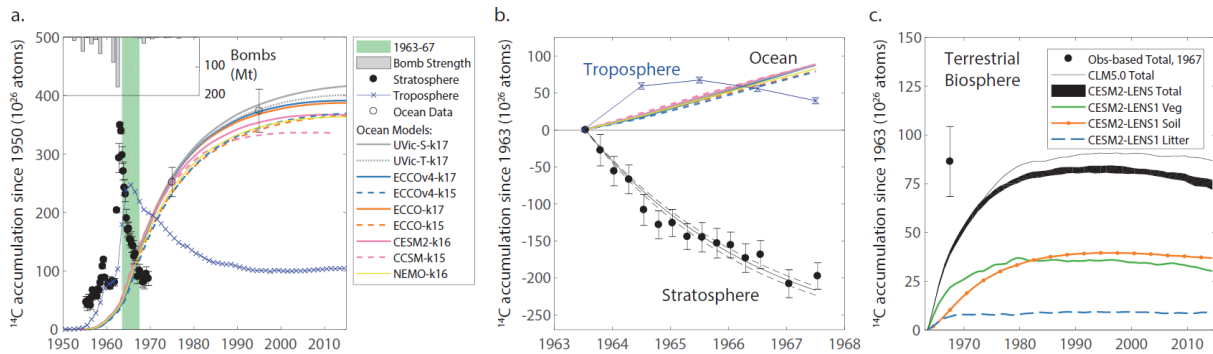 a.
¹⁴C accumulation since 1950 (10²⁶ atoms)
500
400
300
200
100
0
1950
1960
1970
1980
1990
2000
2010
Bombs
(Mt)
100
200
1963-67
Bomb Strength
Stratosphere
Troposphere
Ocean Data
Ocean Models:
UVic-S-k17
UVic-T-k17
ECCOv4-k17
ECCOv4-k15
ECCO-k17
ECCO-k15
CESM2-k16
CCSM-k15
NEMO-k16
b.
¹⁴C accumulation since 1963 (10²⁶ atoms)
100
50
0
-50
-100
-150
-200
-250
1963
1964
1965
1966
1967
1968
Troposphere
Ocean
Stratosphere
c.
¹⁴C accumulation since 1963 (10²⁶ atoms)
150
125
100
75
50
25
0
1970
1980
1990
2000
2010
Terrestrial
Biosphere
Obs-based Total, 1967
CLM5.0 Total
CESM2-LENS Total
CESM2-LENS1 Veg
CESM2-LENS1 Soil
CESM2-LENS1 Litter